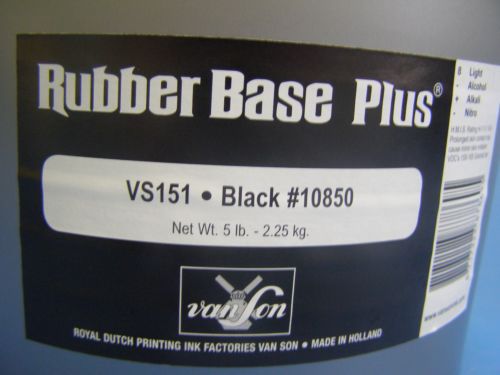 Rubber Base Plus®
VS151 • Black #10850
Net Wt. 5 lb. - 2.25 kg.
van Son
ROYAL DUTCH PRINTING INK FACTORIES VAN SON • MADE IN HOLLAND
8 Light
- Alcohol
+ Alkali
- Nitro